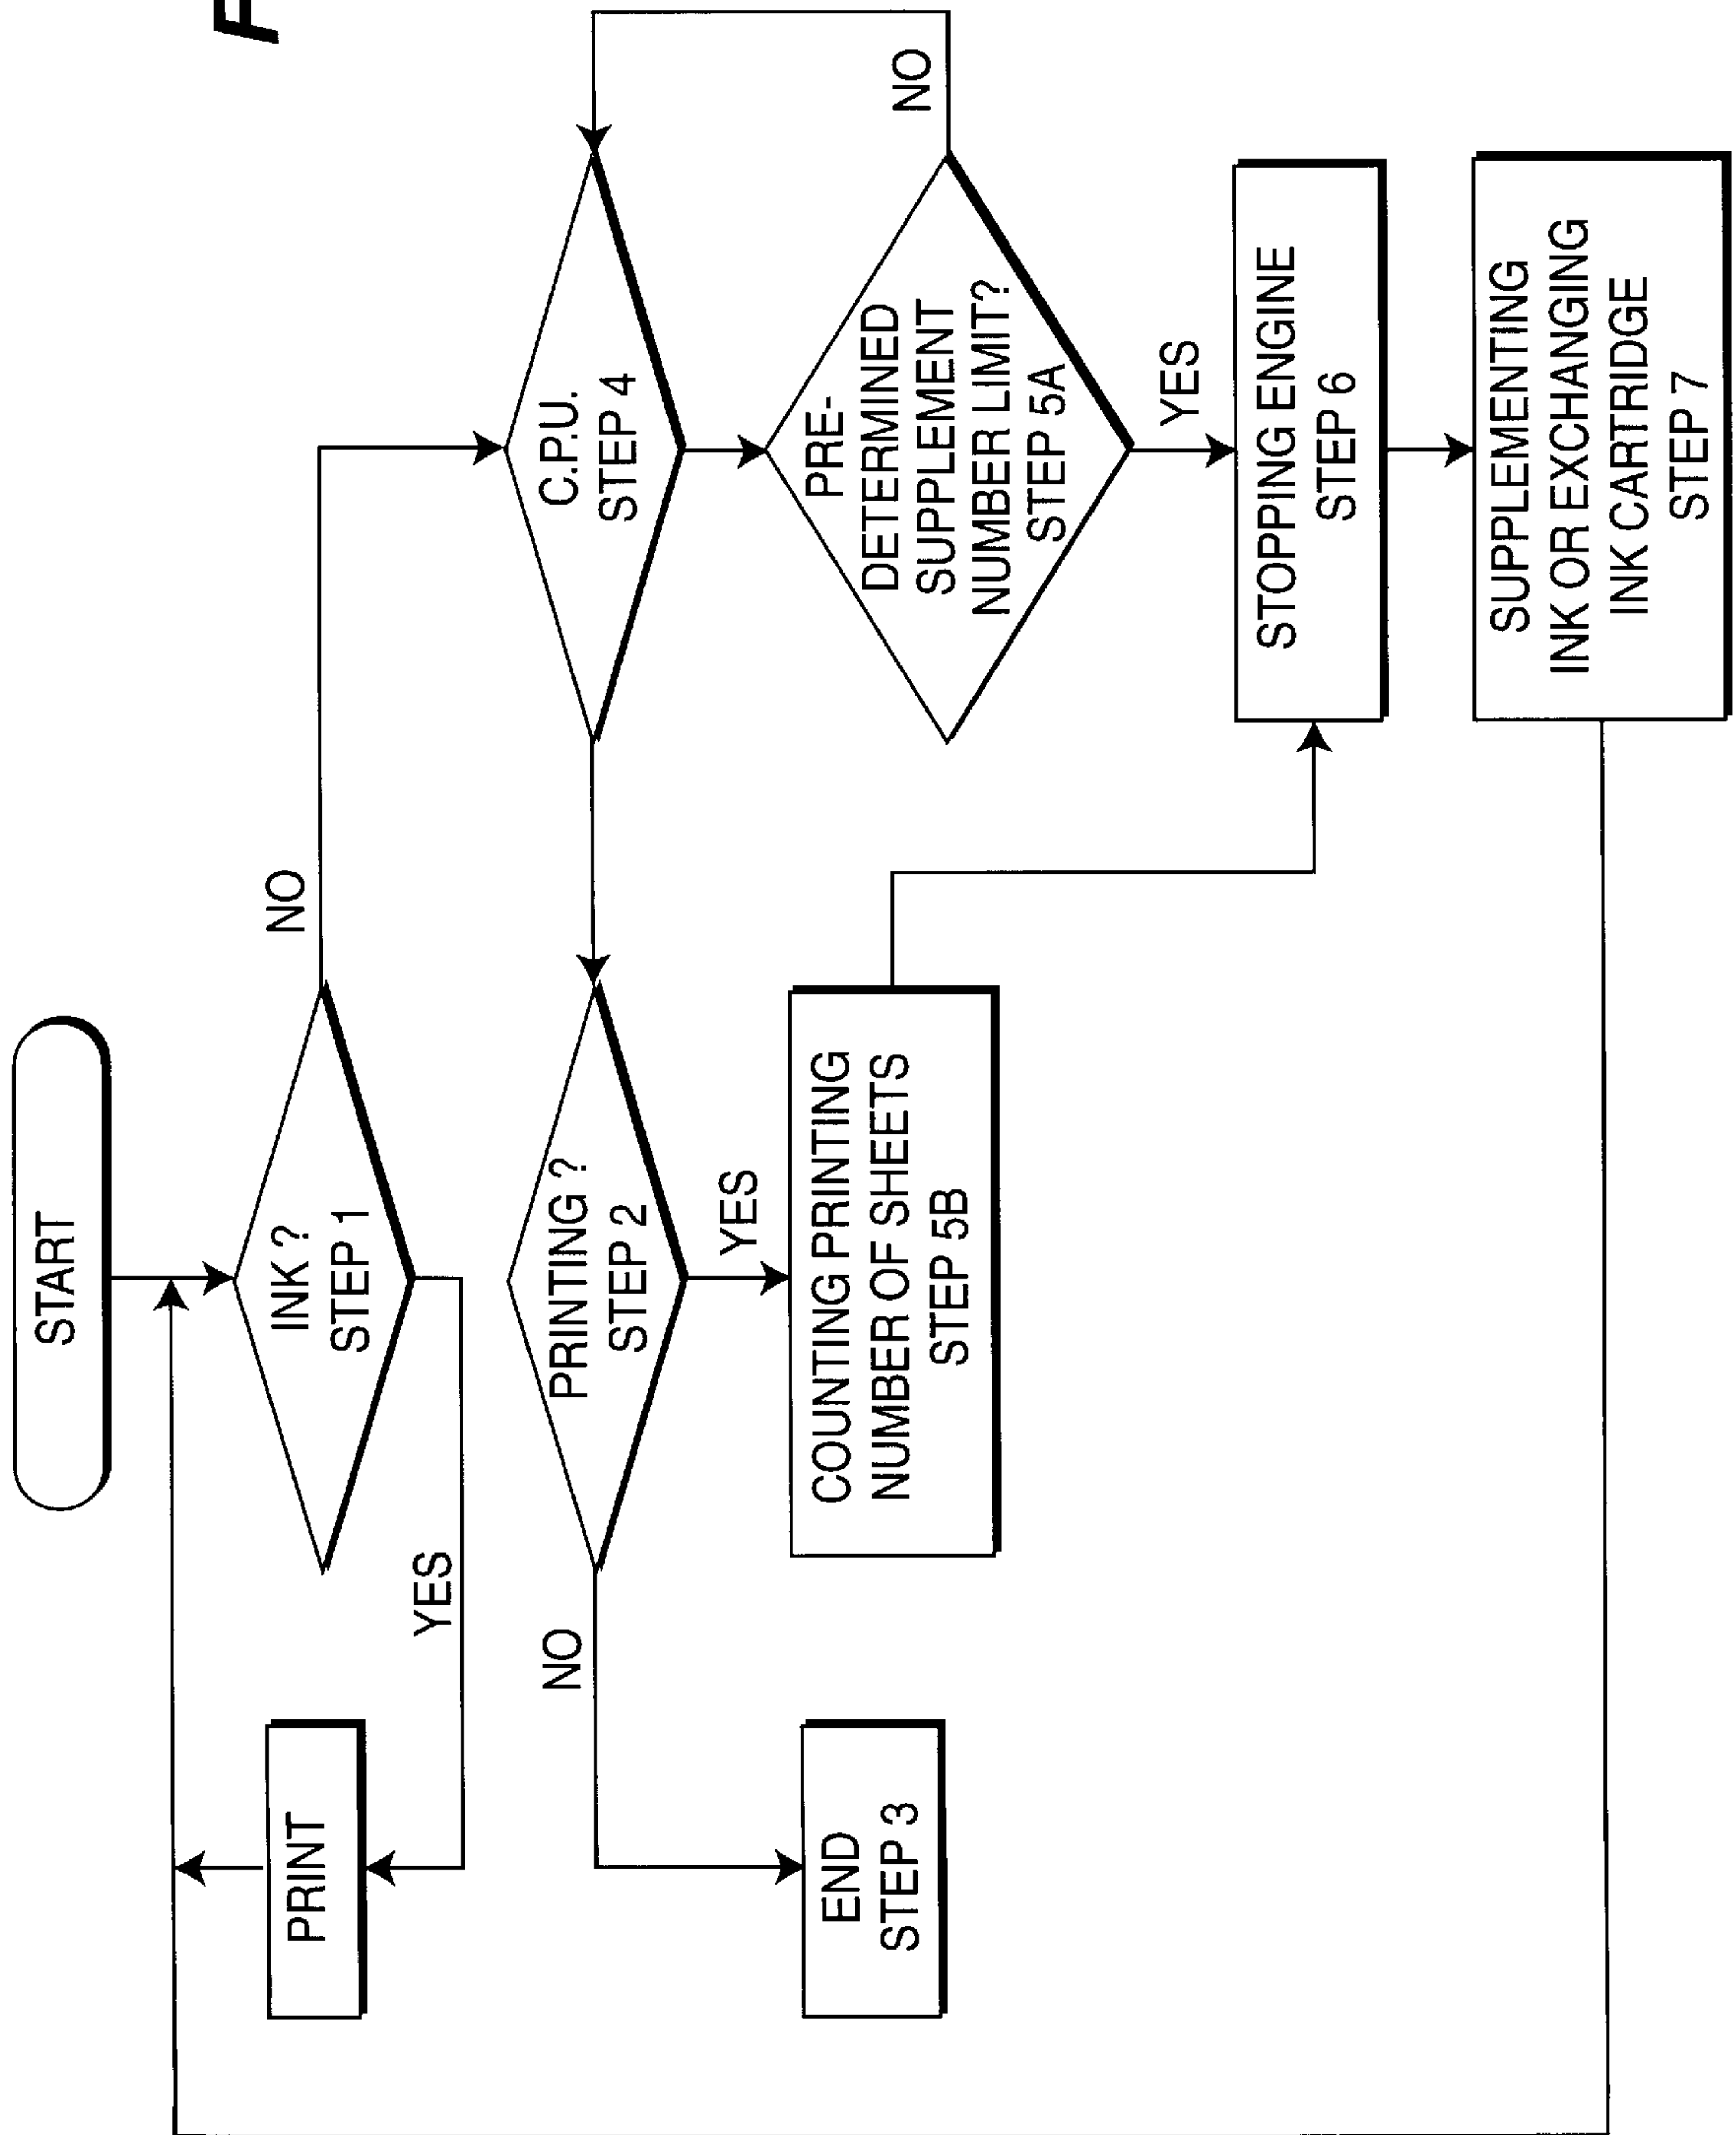 F
START
INK ?
STEP 1
NO
YES
PRINT
C.P.U.
STEP 4
PRINTING ?
STEP 2
NO
YES
END
STEP 3
COUNTING PRINTING
NUMBER OF SHEETS
STEP 5B
PRE-
DETERMINED
SUPPLEMENT
NUMBER LIMIT?
STEP 5A
NO
YES
STOPPING ENGINE
STEP 6
SUPPLEMENTING
INK OR EXCHANGING
INK CARTRIDGE
STEP 7